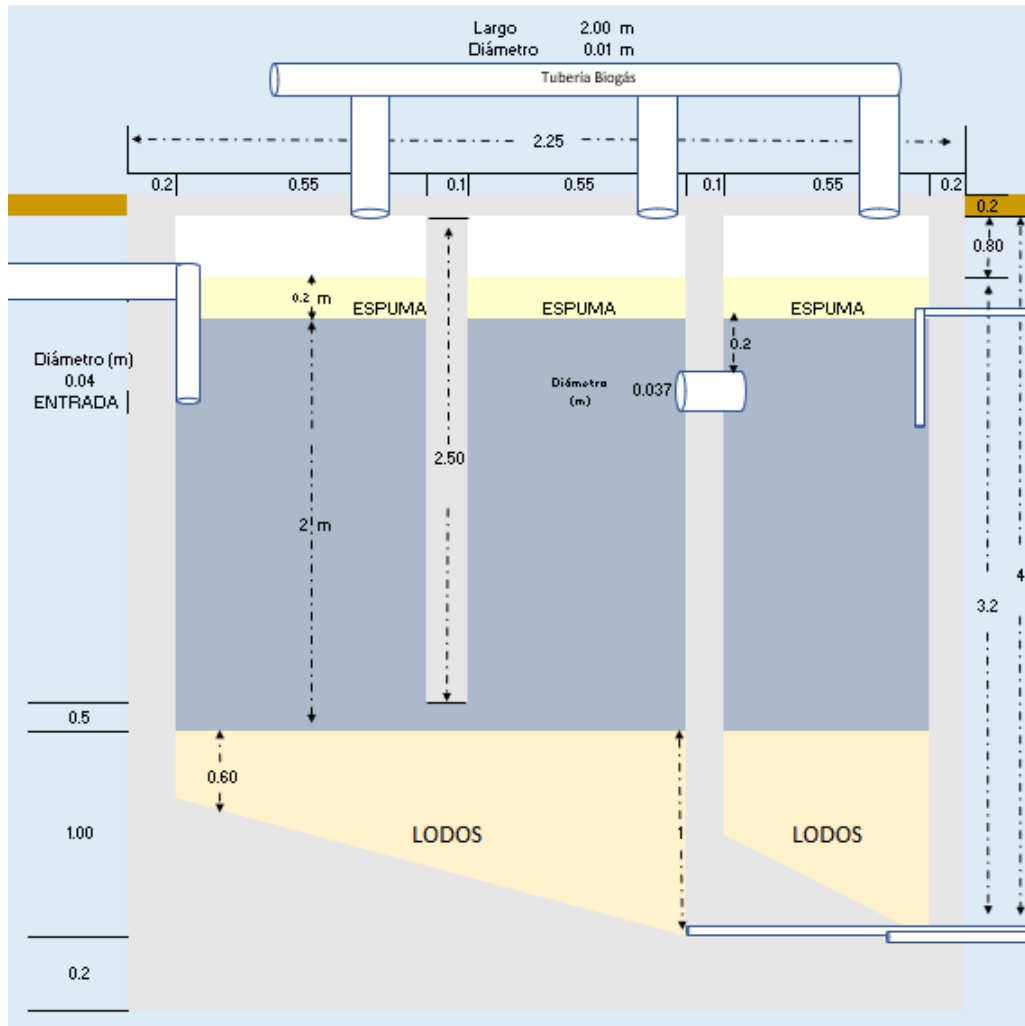 Largo 2.00 m
Diámetro 0.01 m
Tubería Biogás
2.25
0.2 0.55 0.1 0.55 0.1 0.55 0.2
0.2
0.80
0.2 m
ESPUMA
ESPUMA
ESPUMA
0.2
Diámetro (m)
0.04
ENTRADA
Diámetro
(m)
0.037
2.50
2 m
4
3.2
0.5
0.60
1.00
LODOS
1
LODOS
0.2